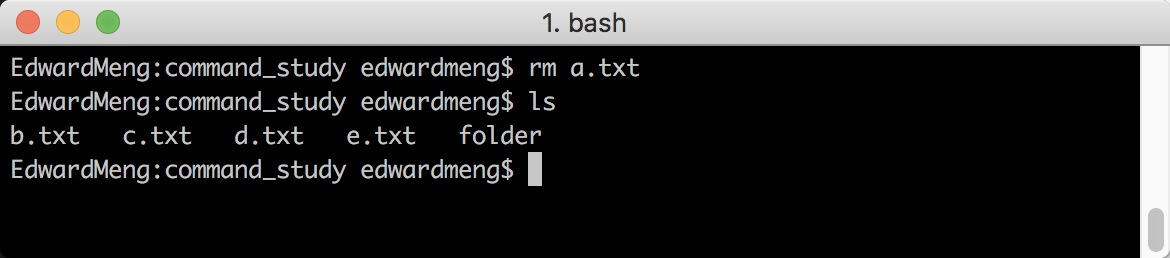 1. bash
EdwardMeng:command_study edwardmeng$ rm a.txt
EdwardMeng:command_study edwardmeng$ ls
b.txt   c.txt   d.txt   e.txt   folder
EdwardMeng:command_study edwardmeng$